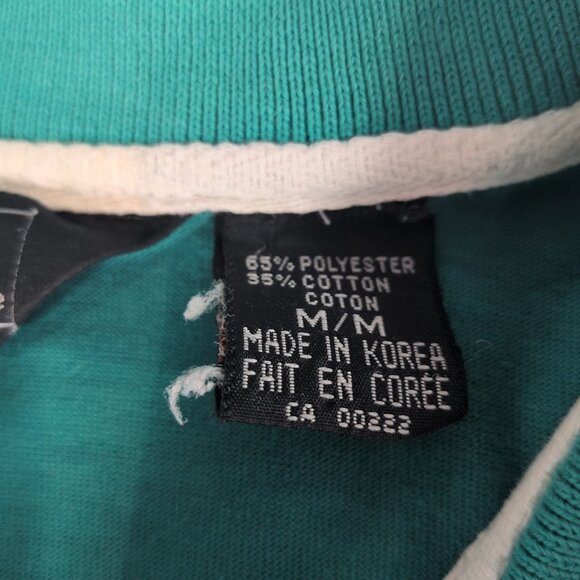 65% POLYESTER
35% COTTON
COTON
M/M
MADE IN KOREA
FAIT EN CORÉE
CA 00222
e